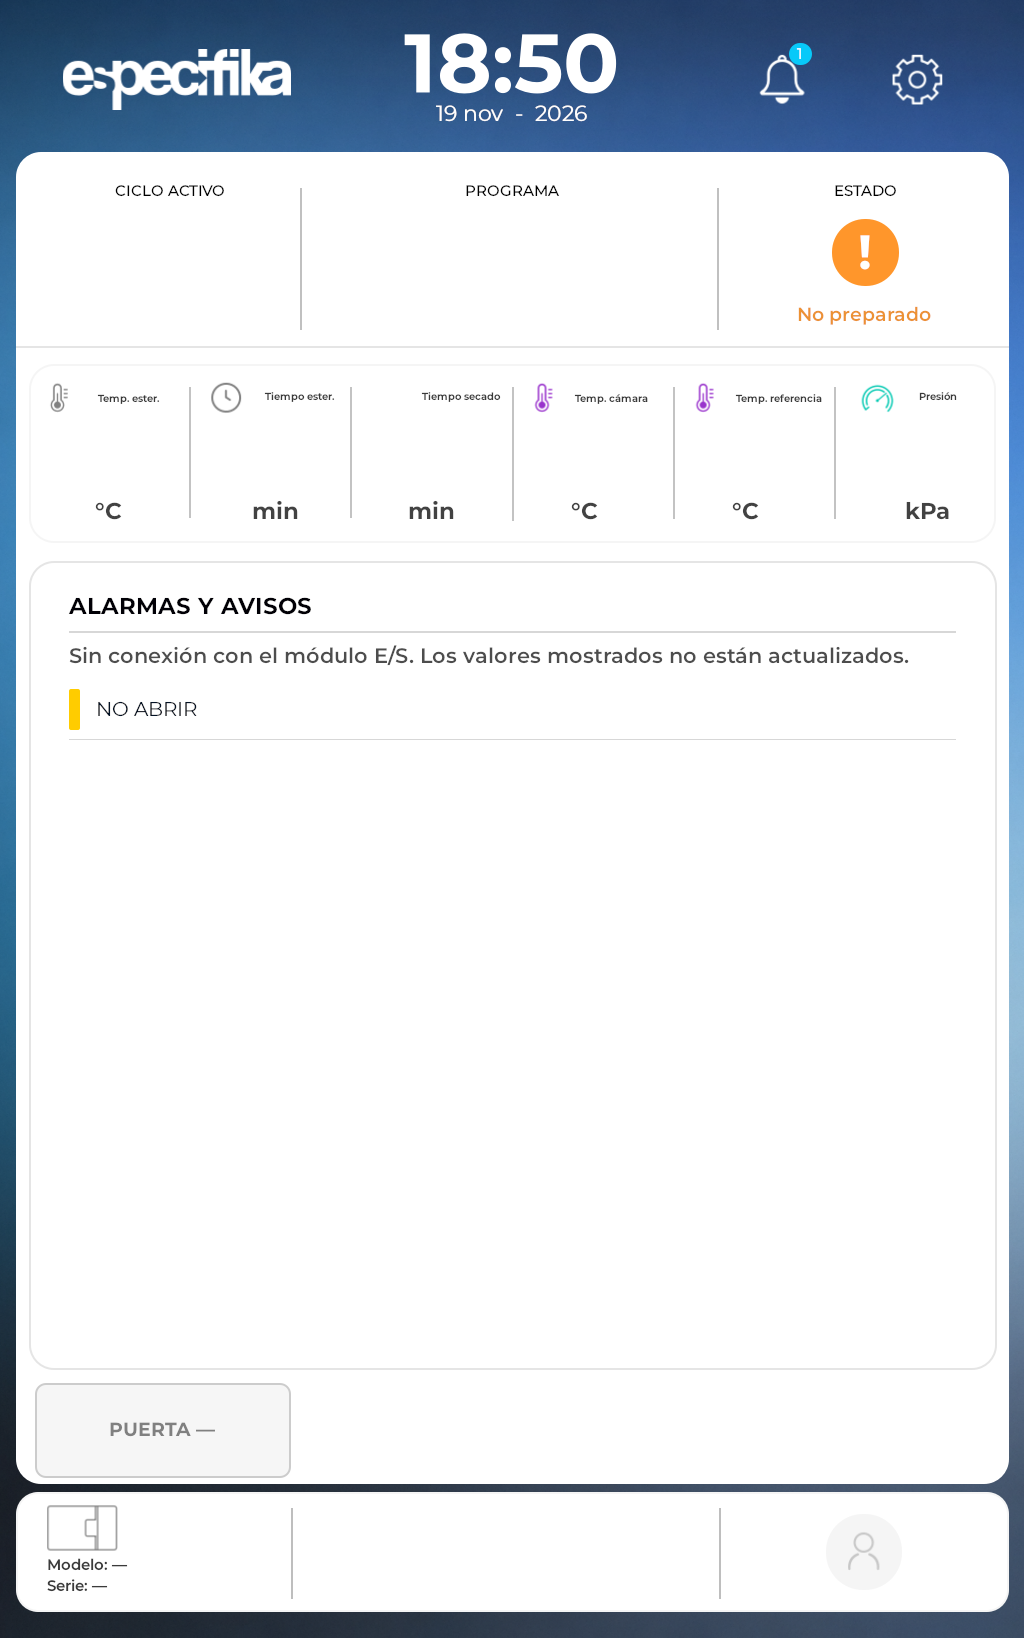 e·specifika
18:50
19 nov - 2026
1
CICLO ACTIVO
PROGRAMA
ESTADO
!
No preparado
Temp. ester.
Tiempo ester.
Tiempo secado
Temp. cámara
Temp. referencia
Presión
°C
min
min
°C
°C
kPa
ALARMAS Y AVISOS
Sin conexión con el módulo E/S. Los valores mostrados no están actualizados.
NO ABRIR
PUERTA —
Modelo: —
Serie: —